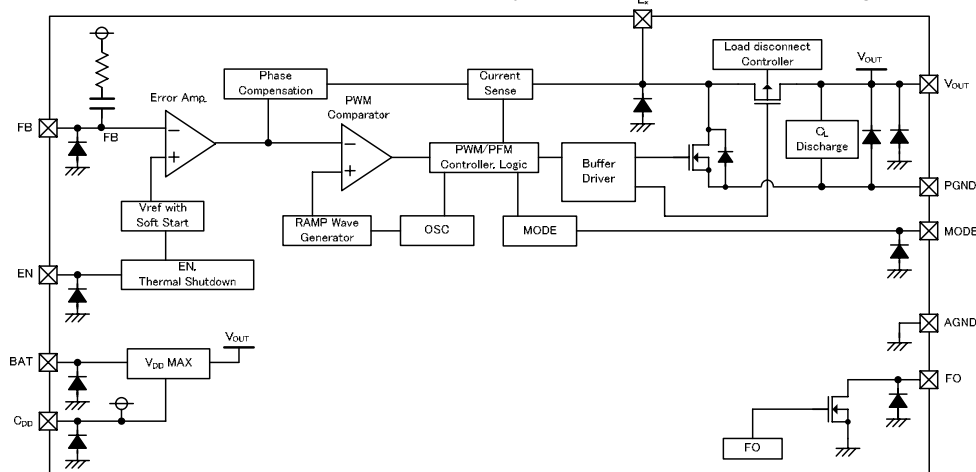 Lx
Load disconnect
Controller
VOUT
Phase
Compensation
Current
Sense
VOUT
Error Amp.
PWM
Comparator
FB
FB
PWM/PFM
Controller. Logic
Buffer
Driver
CL
Discharge
PGND
Vref with
Soft Start
RAMP Wave
Generator
OSC
MODE
MODE
EN
EN,
Thermal Shutdown
AGND
VOUT
BAT
VDD MAX
FO
CDD
FO